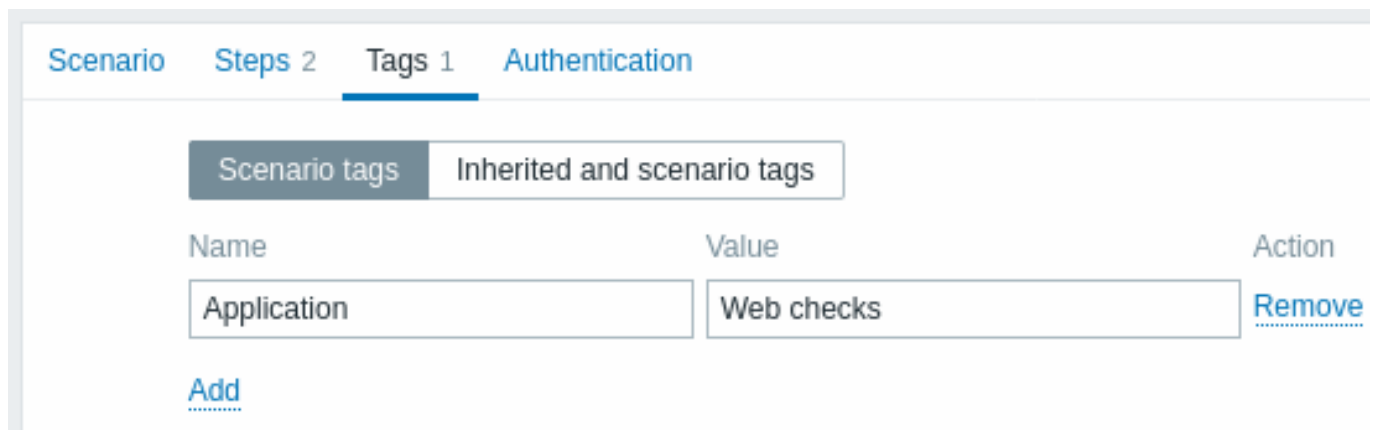 Scenario Steps 2 Tags 1 Authentication
Scenario tags Inherited and scenario tags
Name Value Action
Application Web checks Remove
Add